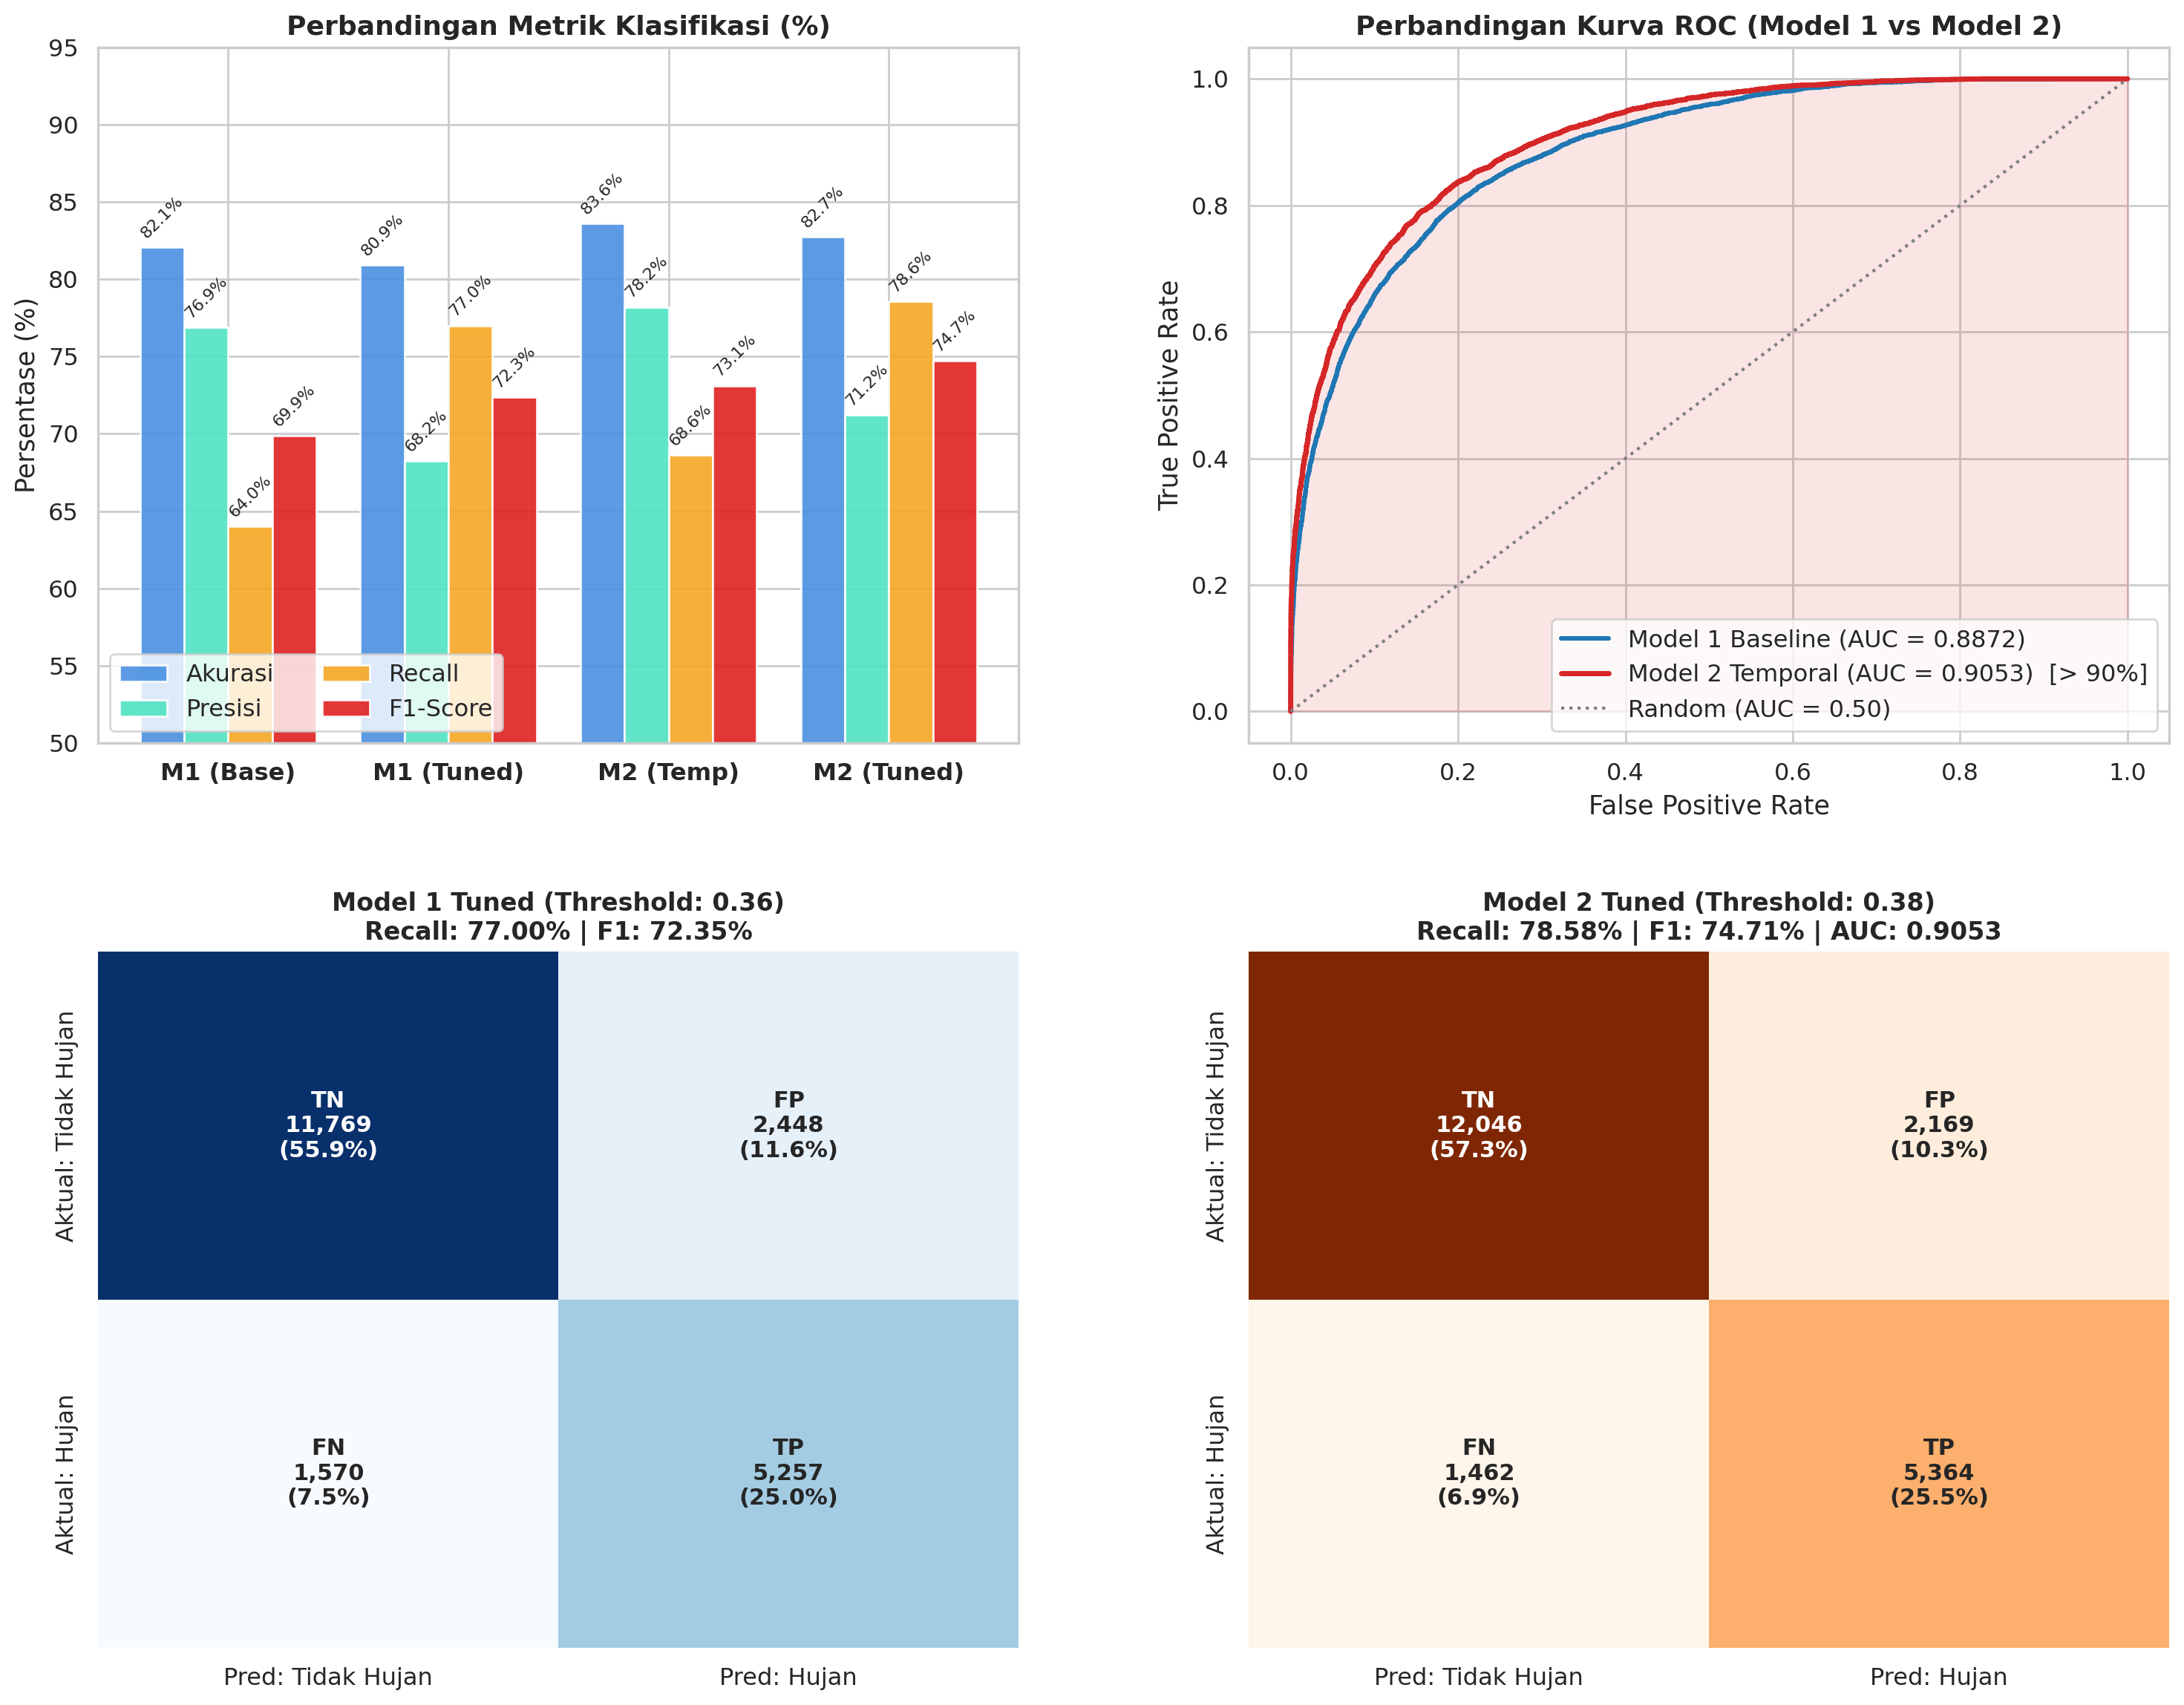 Perbandingan Metrik Klasifikasi (%)
Persentase (%)
95
90
85
80
75
70
65
60
55
50
82.1%
76.9%
64.0%
69.9%
80.9%
68.2%
77.0%
72.3%
83.6%
78.2%
68.6%
73.1%
82.7%
71.2%
78.6%
74.7%
Akurasi
Presisi
Recall
F1-Score
M1 (Base)
M1 (Tuned)
M2 (Temp)
M2 (Tuned)
Perbandingan Kurva ROC (Model 1 vs Model 2)
True Positive Rate
1.0
0.8
0.6
0.4
0.2
0.0
Model 1 Baseline (AUC = 0.8872)
Model 2 Temporal (AUC = 0.9053)  [> 90%]
Random (AUC = 0.50)
0.0
0.2
0.4
0.6
0.8
1.0
False Positive Rate
Model 1 Tuned (Threshold: 0.36)
Recall: 77.00% | F1: 72.35%
Aktual: Tidak Hujan
TN
11,769
(55.9%)
FP
2,448
(11.6%)
Aktual: Hujan
FN
1,570
(7.5%)
TP
5,257
(25.0%)
Pred: Tidak Hujan
Pred: Hujan
Model 2 Tuned (Threshold: 0.38)
Recall: 78.58% | F1: 74.71% | AUC: 0.9053
Aktual: Tidak Hujan
TN
12,046
(57.3%)
FP
2,169
(10.3%)
Aktual: Hujan
FN
1,462
(6.9%)
TP
5,364
(25.5%)
Pred: Tidak Hujan
Pred: Hujan